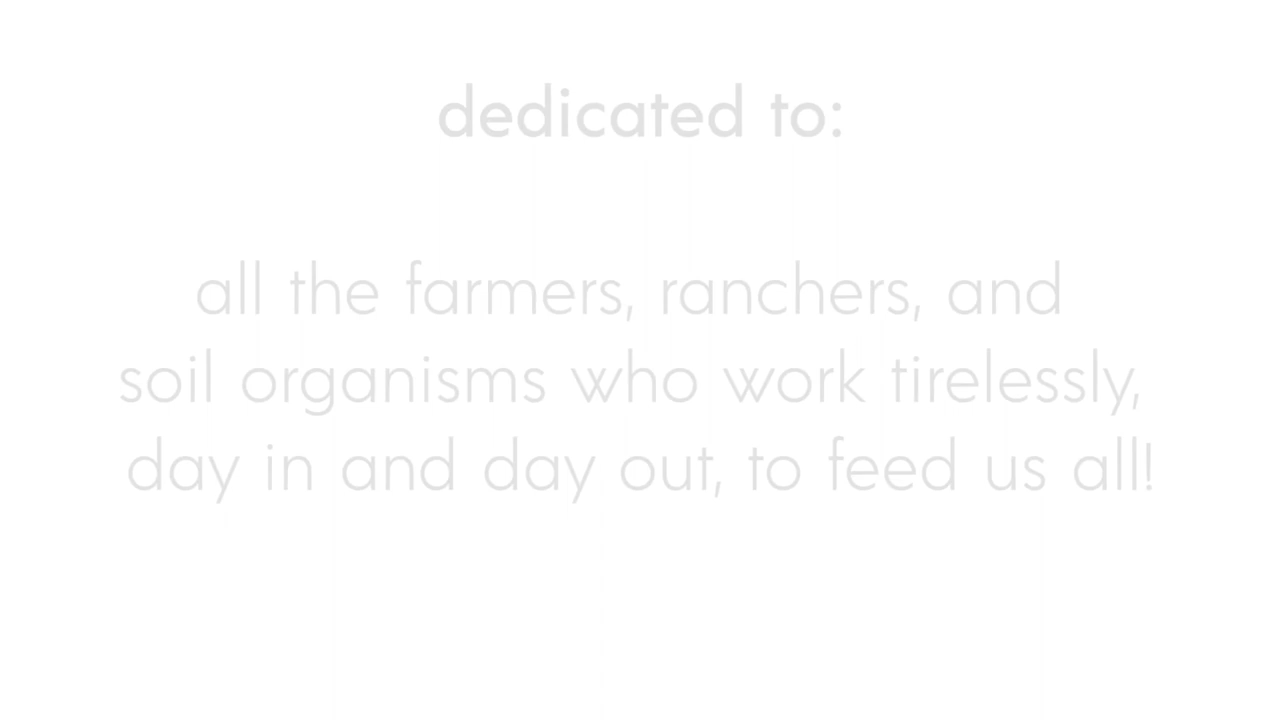 dedicated to:
all the farmers, ranchers, and
soil organisms who work tirelessly,
day in and day out, to feed us all!